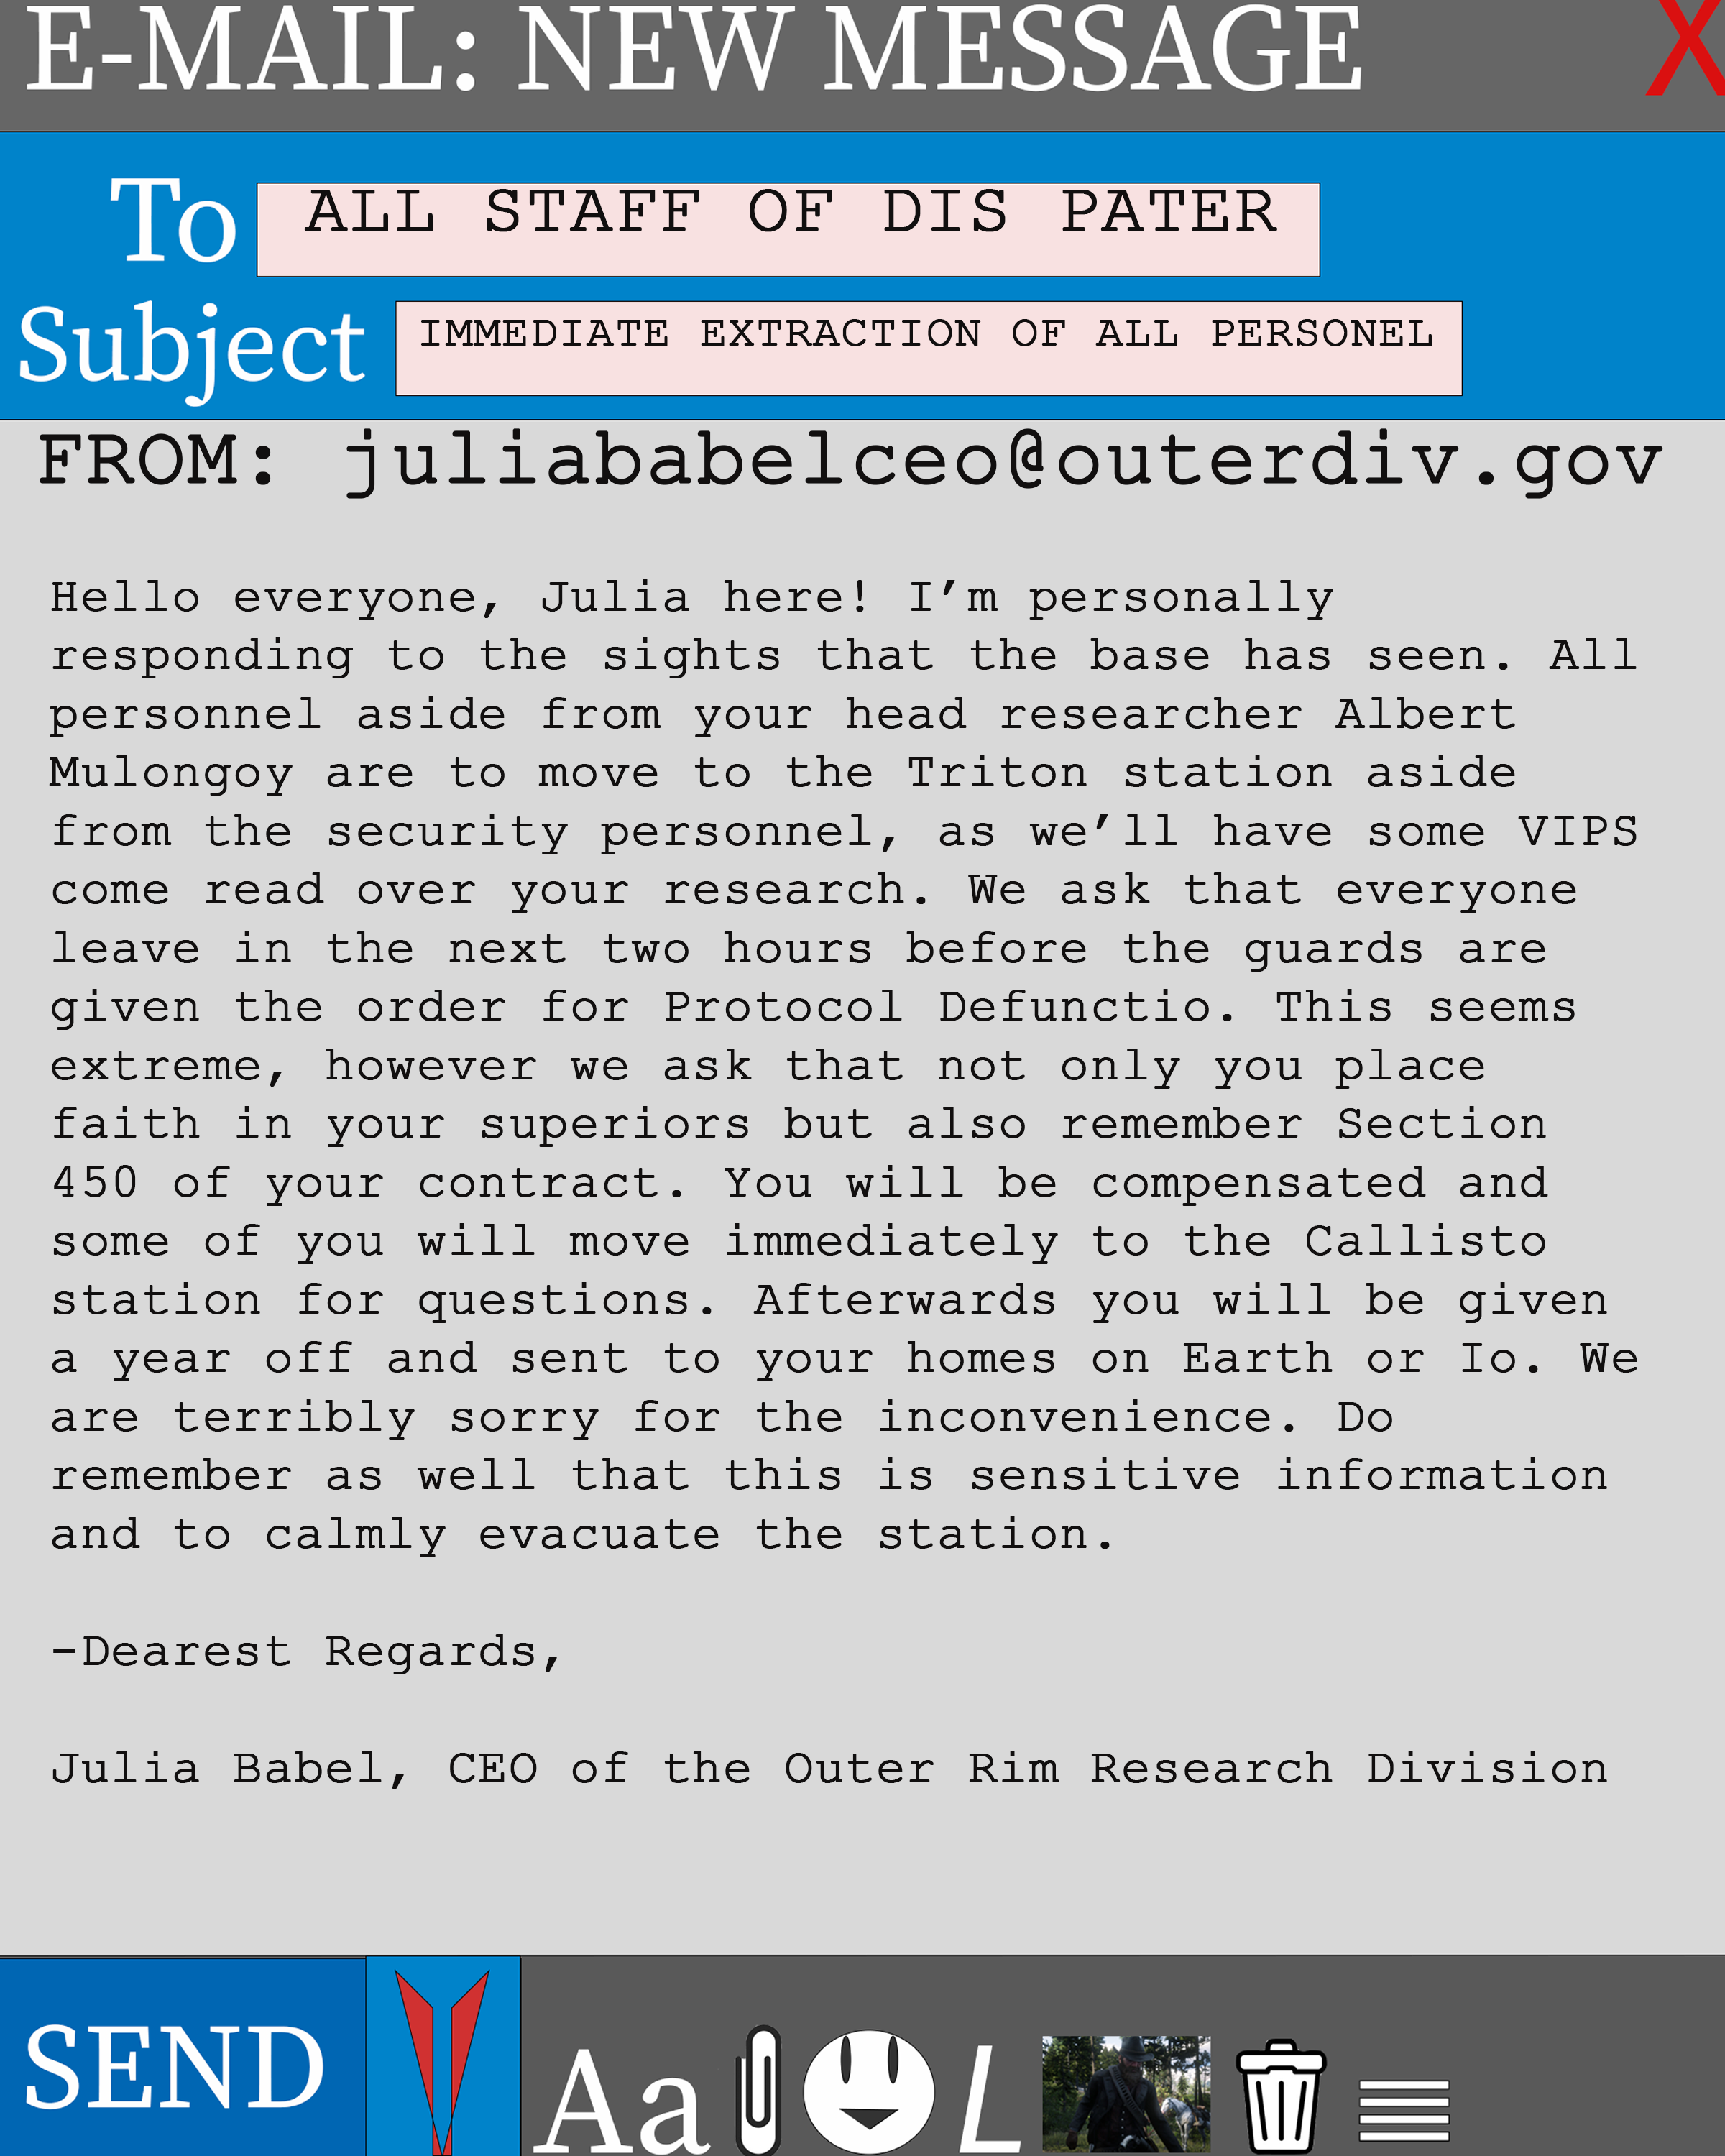 E-MAIL: NEW MESSAGE X
To ALL STAFF OF DIS PATER
Subject IMMEDIATE EXTRACTION OF ALL PERSONEL
FROM: juliababelceo@outerdiv.gov
Hello everyone, Julia here! I’m personally
responding to the sights that the base has seen. All
personnel aside from your head researcher Albert
Mulongoy are to move to the Triton station aside
from the security personnel, as we’ll have some VIPS
come read over your research. We ask that everyone
leave in the next two hours before the guards are
given the order for Protocol Defunctio. This seems
extreme, however we ask that not only you place
faith in your superiors but also remember Section
450 of your contract. You will be compensated and
some of you will move immediately to the Callisto
station for questions. Afterwards you will be given
a year off and sent to your homes on Earth or Io. We
are terribly sorry for the inconvenience. Do
remember as well that this is sensitive information
and to calmly evacuate the station.
-Dearest Regards,
Julia Babel, CEO of the Outer Rim Research Division
SEND Aa L